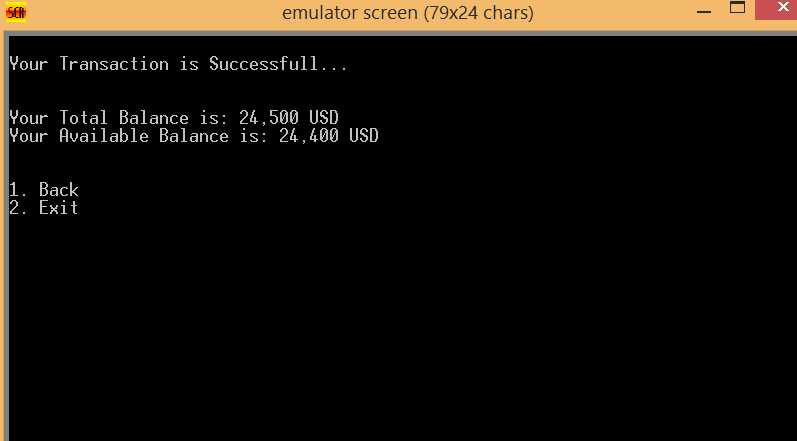 SCR
emulator screen (79x24 chars)
Your Transaction is Successfull...
Your Total Balance is: 24,500 USD
Your Available Balance is: 24,400 USD
1. Back
2. Exit